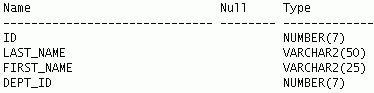 Name Null Type
------------------------------ -------- -------------
ID NUMBER(7)
LAST_NAME VARCHAR2(50)
FIRST_NAME VARCHAR2(25)
DEPT_ID NUMBER(7)